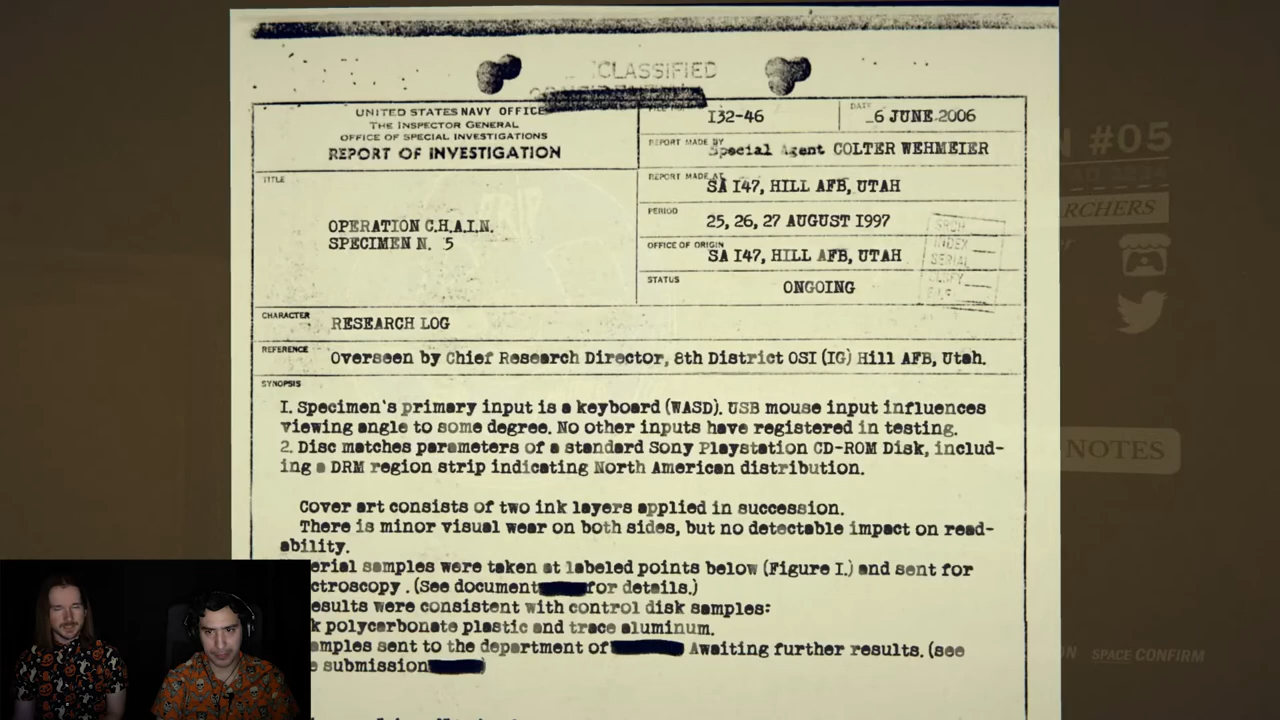 CLASSIFIED
UNITED STATES NAVY OFFICE
THE INSPECTOR GENERAL
OFFICE OF SPECIAL INVESTIGATIONS
REPORT OF INVESTIGATION
I32-46
DATE
6 JUNE 2006
REPORT MADE BY
Special Agent COLTER WEHMEIER
REPORT MADE AT
SA I47, HILL AFB, UTAH
PERIOD
25, 26, 27 AUGUST I997
OFFICE OF ORIGIN
SA I47, HILL AFB, UTAH
STATUS
ONGOING
TITLE
OPERATION C.H.A.I.N.
SPECIMEN N. 5
INDEX
SERIAL
CHARACTER
RESEARCH LOG
REFERENCE
Overseen by Chief Research Director, 8th District OSI (IG) Hill AFB, Utah.
SYNOPSIS
I. Specimen's primary input is a keyboard (WASD). USB mouse input influences
viewing angle to some degree. No other inputs have registered in testing.
2. Disc matches parameters of a standard Sony Playstation CD-ROM Disk, includ-
ing a DRM region strip indicating North American distribution.
Cover art consists of two ink layers applied in succession.
There is minor visual wear on both sides, but no detectable impact on read-
ability.
erial samples were taken at labeled points below (Figure I.) and sent for
ctroscopy. (See document for details.)
esults were consistent with control disk samples:
k polycarbonate plastic and trace aluminum.
mples sent to the department of Awaiting further results. (see
e submission )
#05
RCHERS
NOTES
SPACE CONFIRM